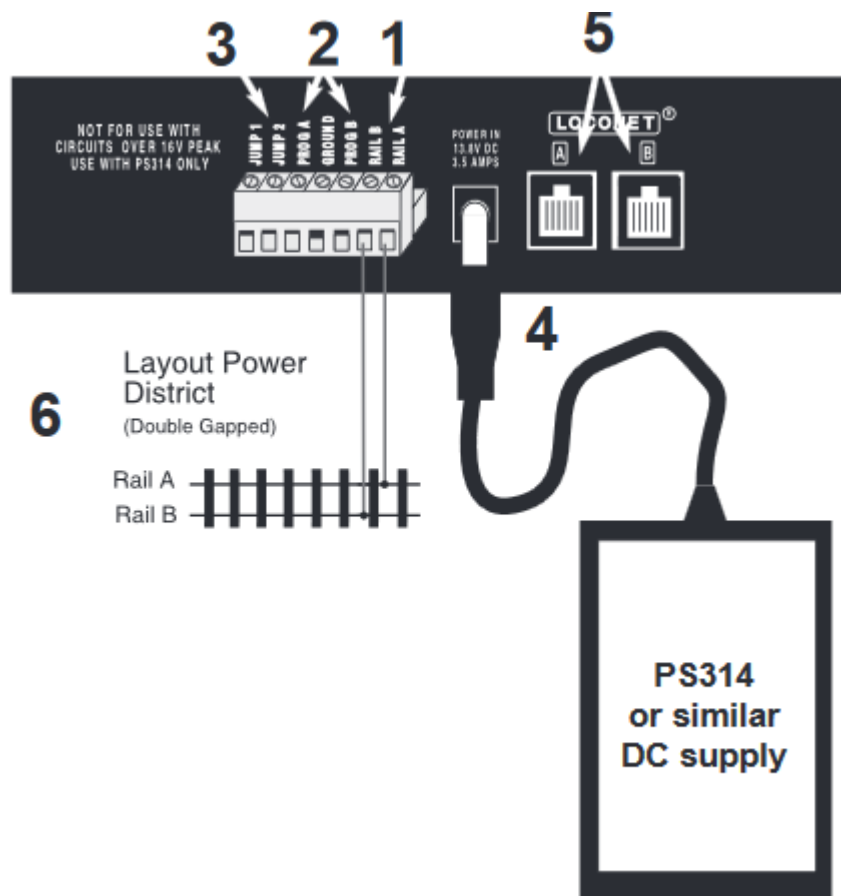 3 2 1 5
NOT FOR USE WITH
CIRCUITS OVER 16V PEAK
USE WITH PS314 ONLY
JUMP 1
JUMP 2
PROG A
GROUND
PROG B
RAIL B
RAIL A
POWER IN
13.8V DC
3.5 AMPS
LOCONET®
A B
4
6
Layout Power
District
(Double Gapped)
Rail A
Rail B
PS314
or similar
DC supply